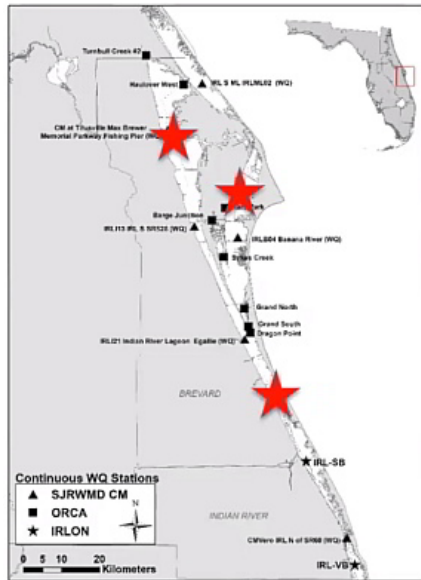 Turnbull Creek #2
Haulover West
IRL S ML IRLML02 (WQ)
CM at Titusville Max Brewer
Memorial Parkway Fishing Pier
Barge Junction
IRLI13 IRL S SR528 (WQ)
IRLB04 Banana River (WQ)
Sykes Creek
Grand North
Grand South
Dragon Point
IRLI21 Indian River Lagoon Egallie (WQ)
BREVARD
IRL-SB
INDIAN RIVER
CMVero IRL N of SR60 (WQ)
IRL-VB
Continuous WQ Stations
SJRWMD CM
ORCA
IRLON
N
0 5 10 20
Kilometers